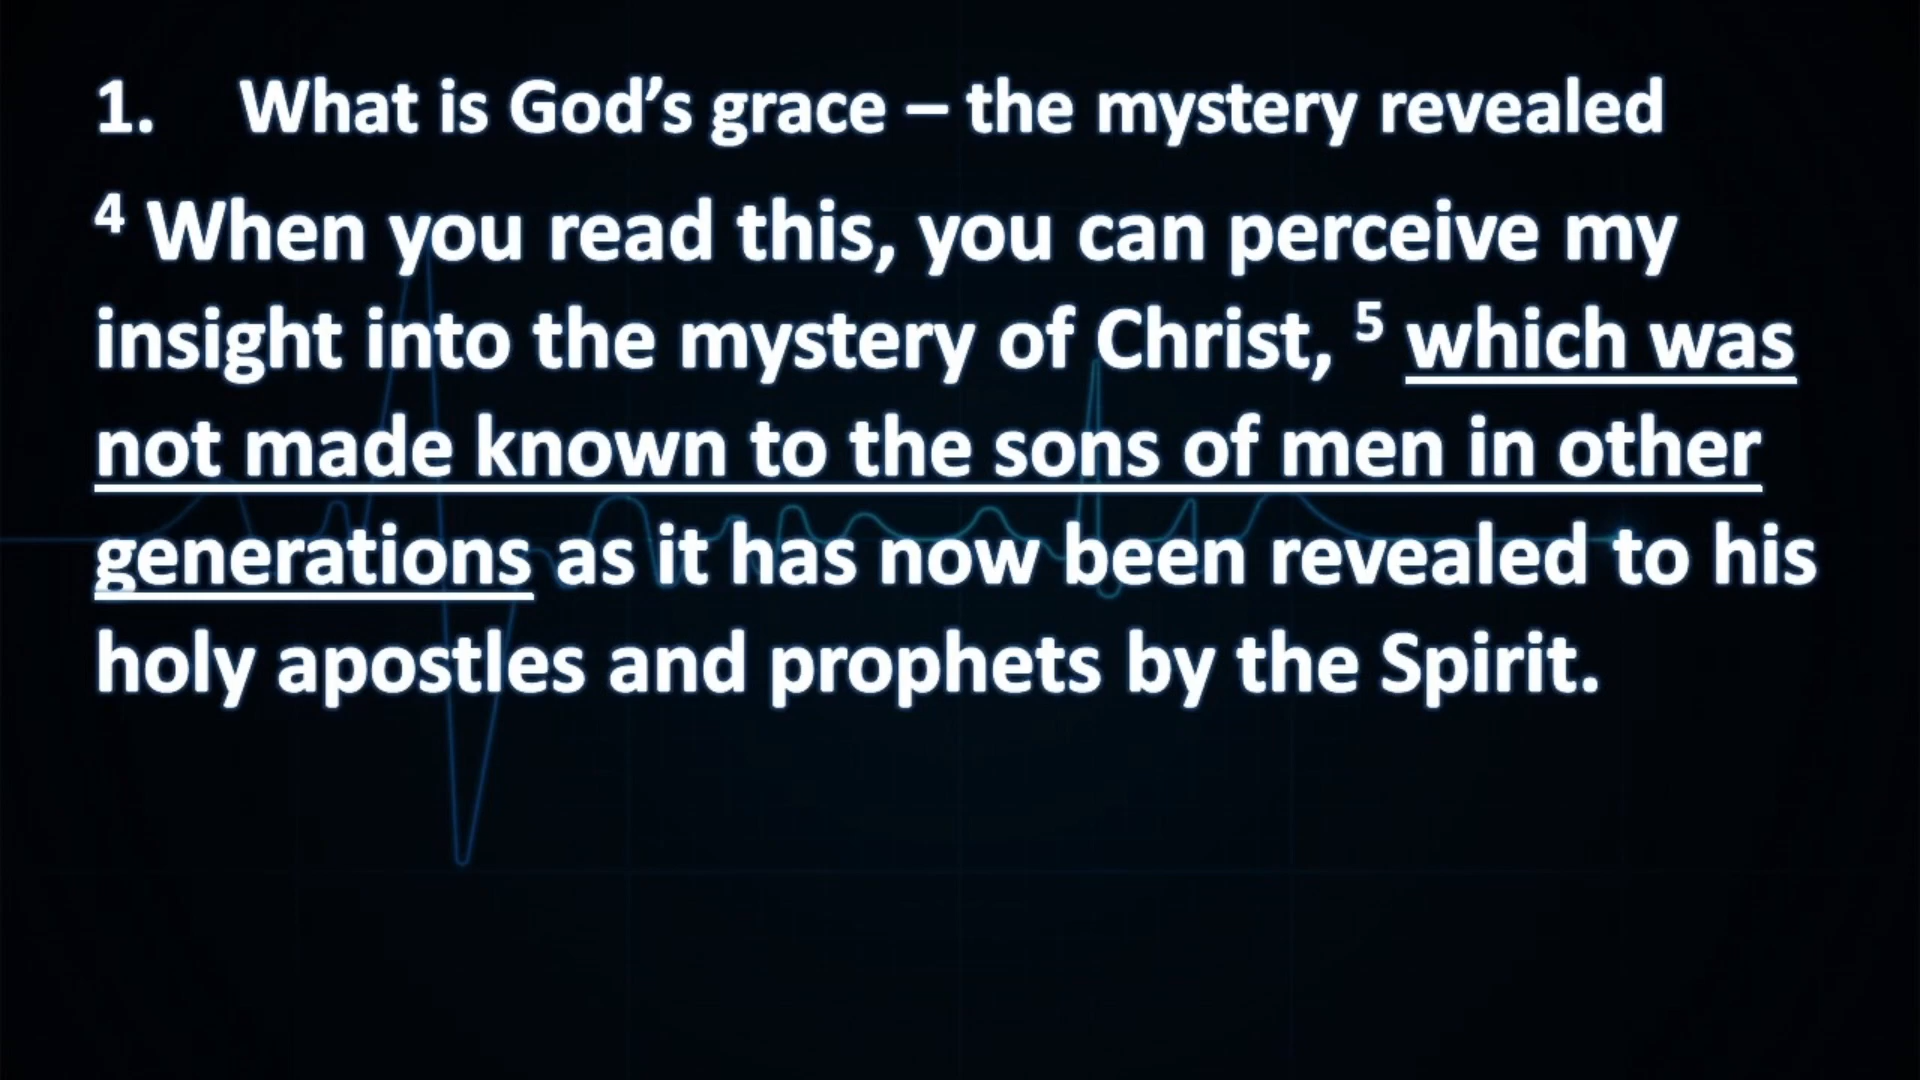 1. What is God’s grace – the mystery revealed
4 When you read this, you can perceive my
insight into the mystery of Christ, 5 which was
not made known to the sons of men in other
generations as it has now been revealed to his
holy apostles and prophets by the Spirit.